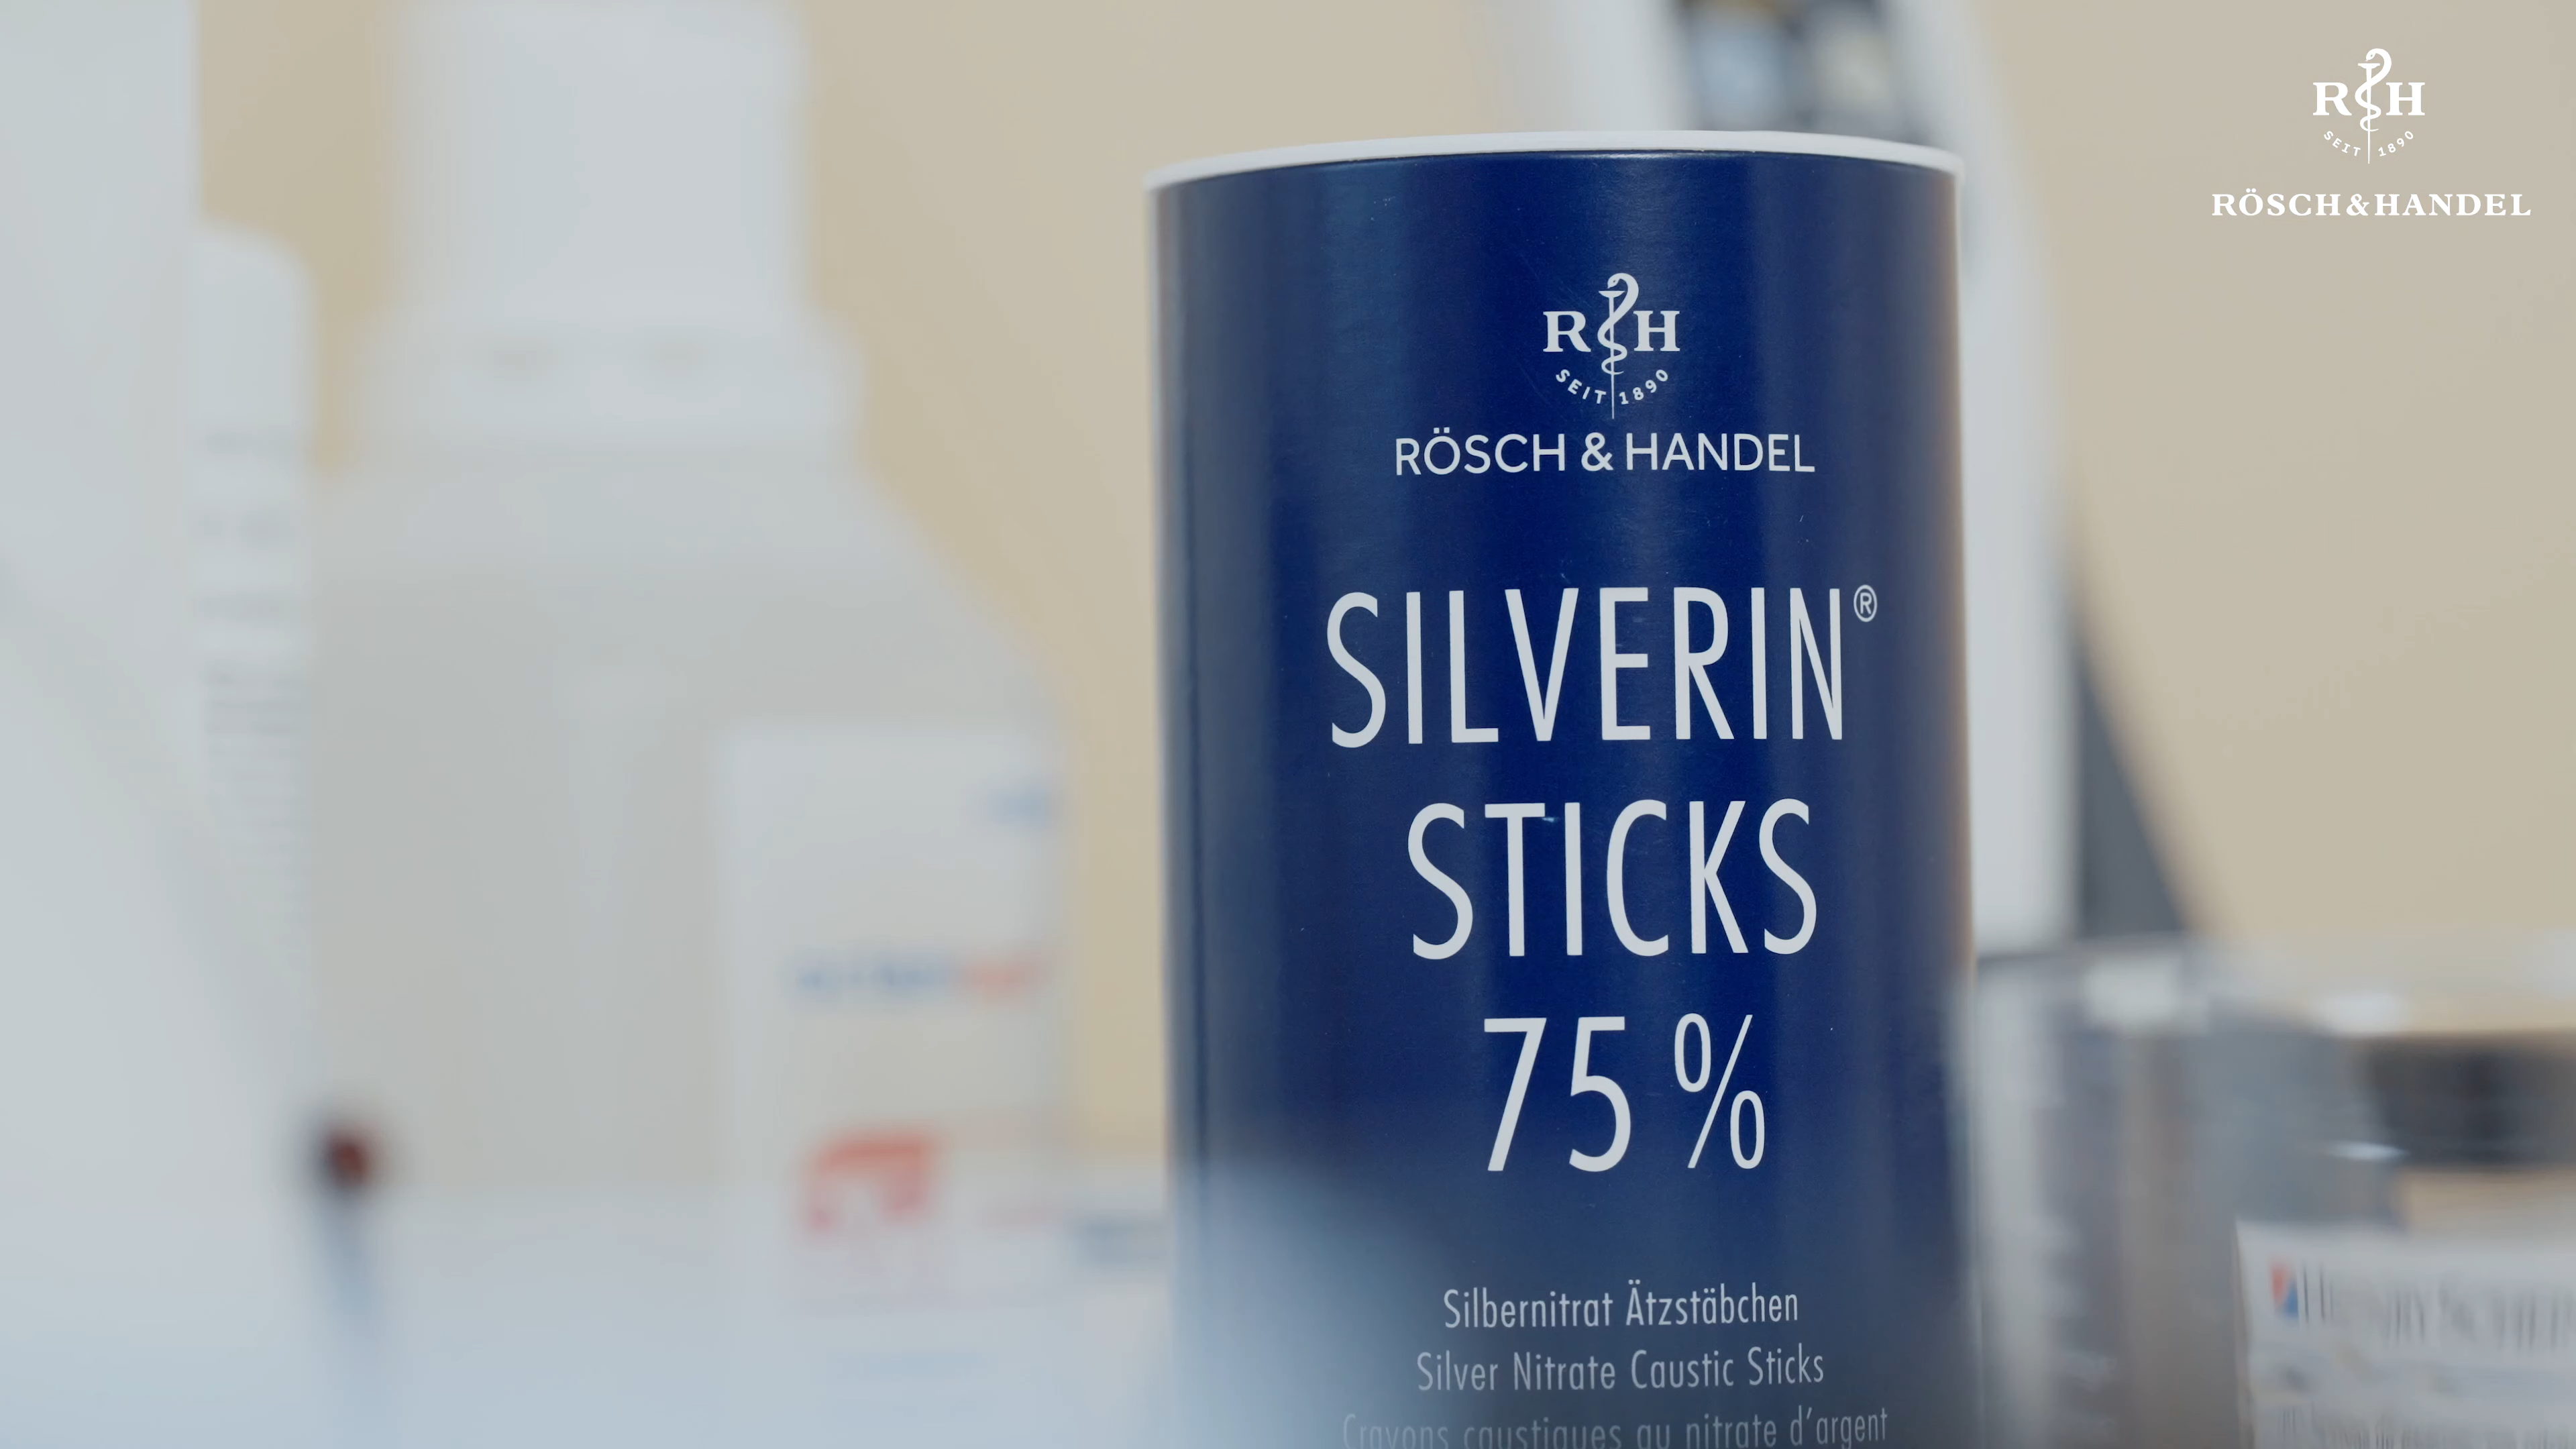 R H
SEIT 1890
RÖSCH&HANDEL
R H
SEIT 1890
RÖSCH & HANDEL
SILVERIN®
STICKS
75 %
Silbernitrat Ätzstäbchen
Silver Nitrate Caustic Sticks
Crayons caustiques au nitrate d'argent